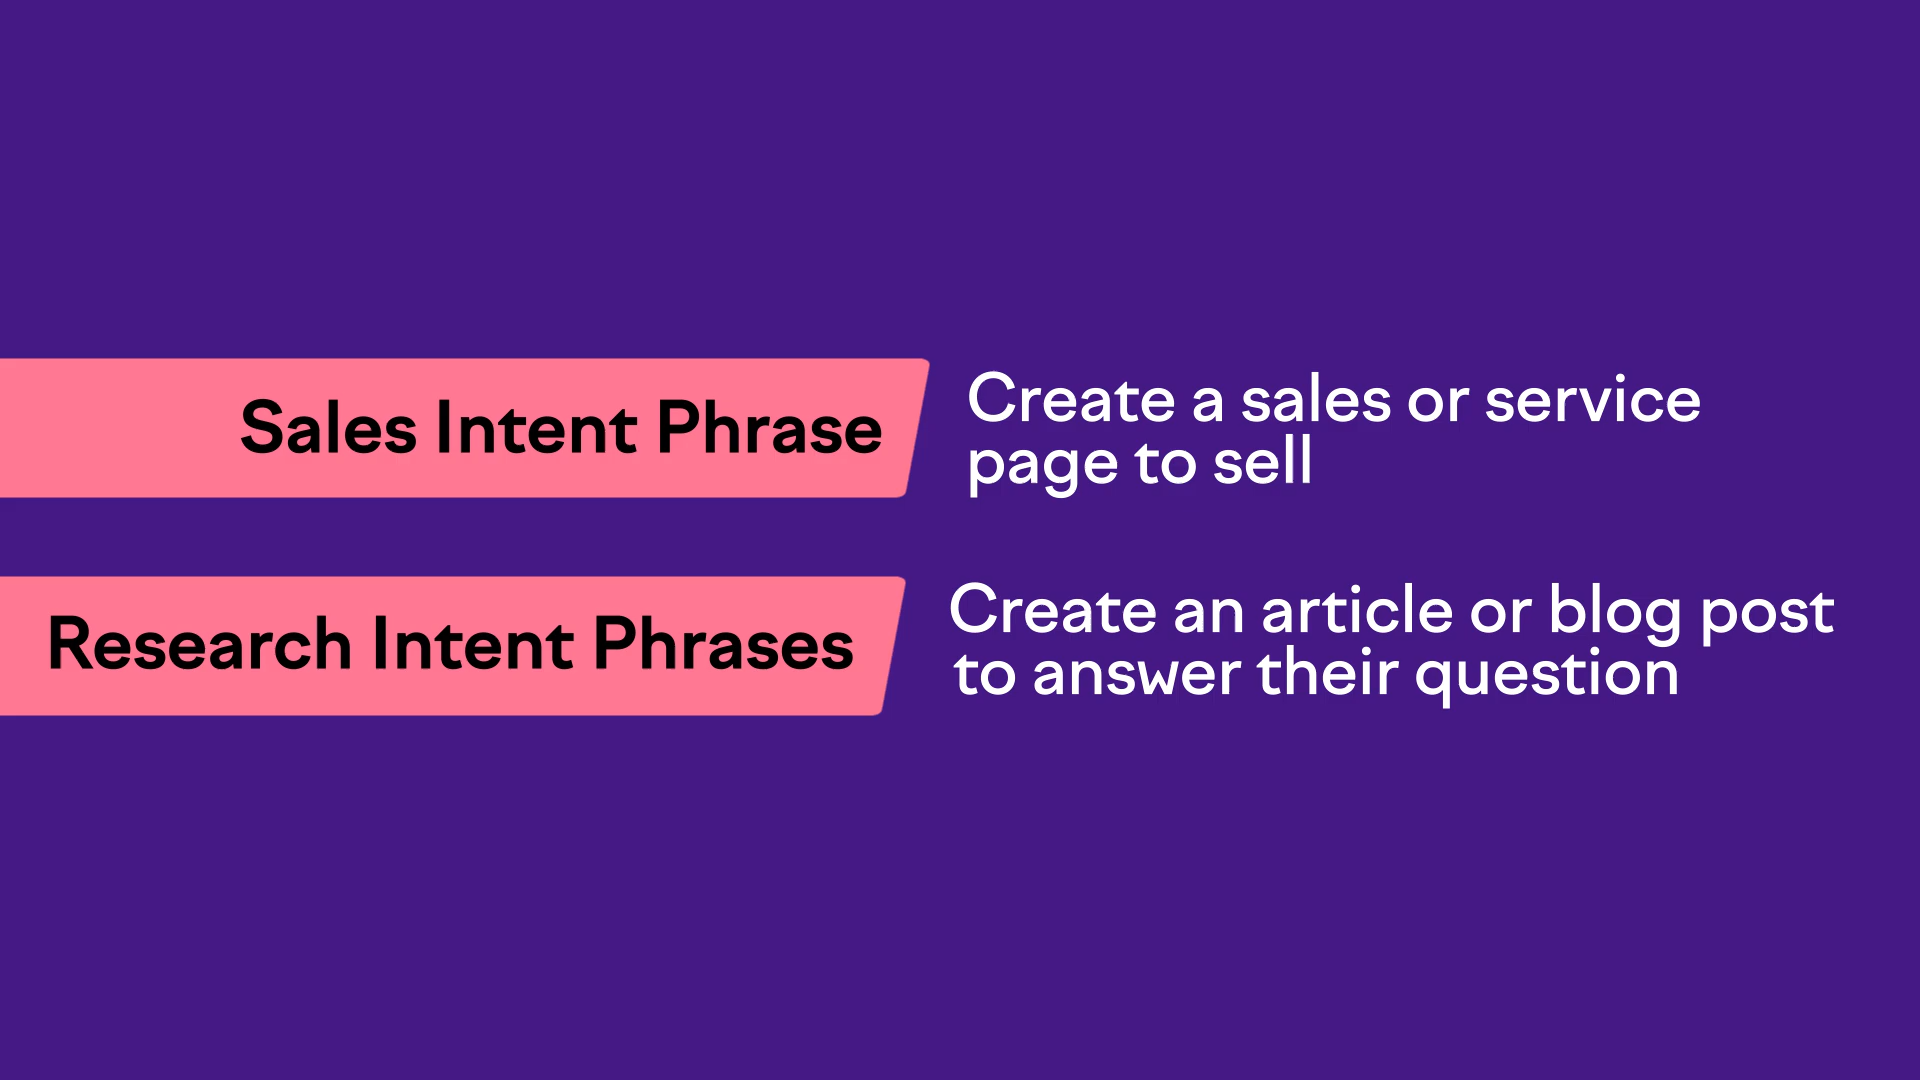 Sales Intent Phrase
Create a sales or service
page to sell
Research Intent Phrases
Create an article or blog post
to answer their question